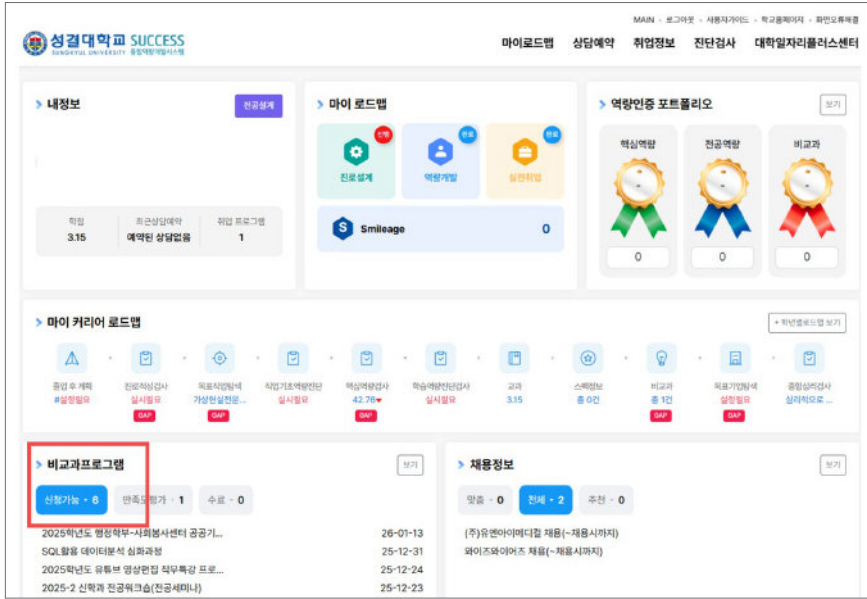 MAIN · 로그아웃 · 사용자가이드 · 학교홈페이지 · 화면오류해결
성결대학교 SUCCESS
SUNGKYUL UNIVERSITY 종합역량개발시스템
마이로드맵 상담예약 취업정보 진단검사 대학일자리플러스센터
내정보
전공설계
학점 최근상담예약 취업 프로그램
3.15 예약된 상담없음 1
마이 로드맵
진행 완료 완료
진로설계 역량개발 실전취업
S Smileage 0
역량인증 포트폴리오
보기
핵심역량 전공역량 비교과
0 0 0
마이 커리어 로드맵
+ 학년별로드맵 보기
졸업 후 계획 진로적성검사 목표직업탐색 직업기초역량진단 핵심역량검사 학습역량진단검사 교과 스펙정보 비교과 목표기업탐색 종합심리검사
#설정필요 실시필요 가상현실전문... 실시필요 42.76▼ 실시필요 3.15 총 0건 총 1건 설정필요 심리적으로 ...
GAP GAP GAP GAP GAP
비교과프로그램
보기
신청가능 · 6 만족도평가 · 1 수료 · 0
2025학년도 행정학부-사회봉사센터 공공기... 26-01-13
SQL활용 데이터분석 심화과정 25-12-31
2025학년도 유튜브 영상편집 직무특강 프로... 25-12-24
2025-2 신학과 전공워크숍(전공세미나) 25-12-23
채용정보
보기
맞춤 · 0 전체 · 2 추천 · 0
(주)유엔아이메디컬 채용(~채용시까지)
와이즈와이어즈 채용(~채용시까지)